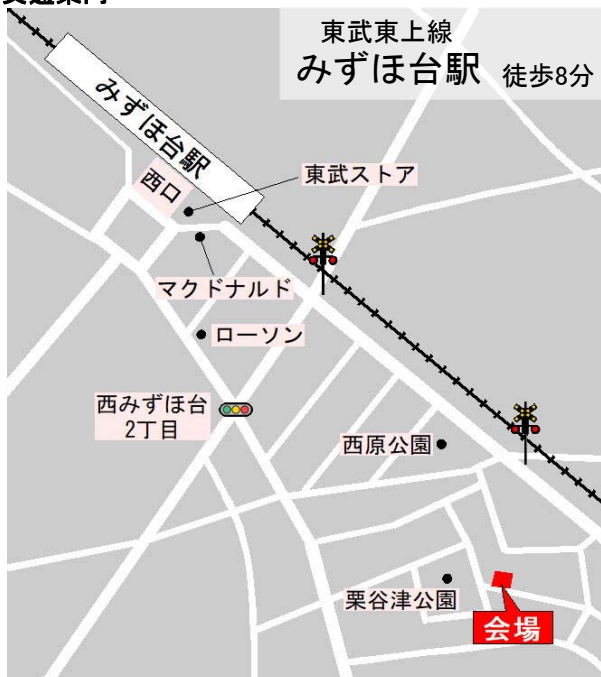 交通案内
東武東上線
みずほ台駅 徒歩8分
みずほ台駅
西口
東武ストア
マクドナルド
ローソン
西みずほ台
2丁目
西原公園
栗谷津公園
会場